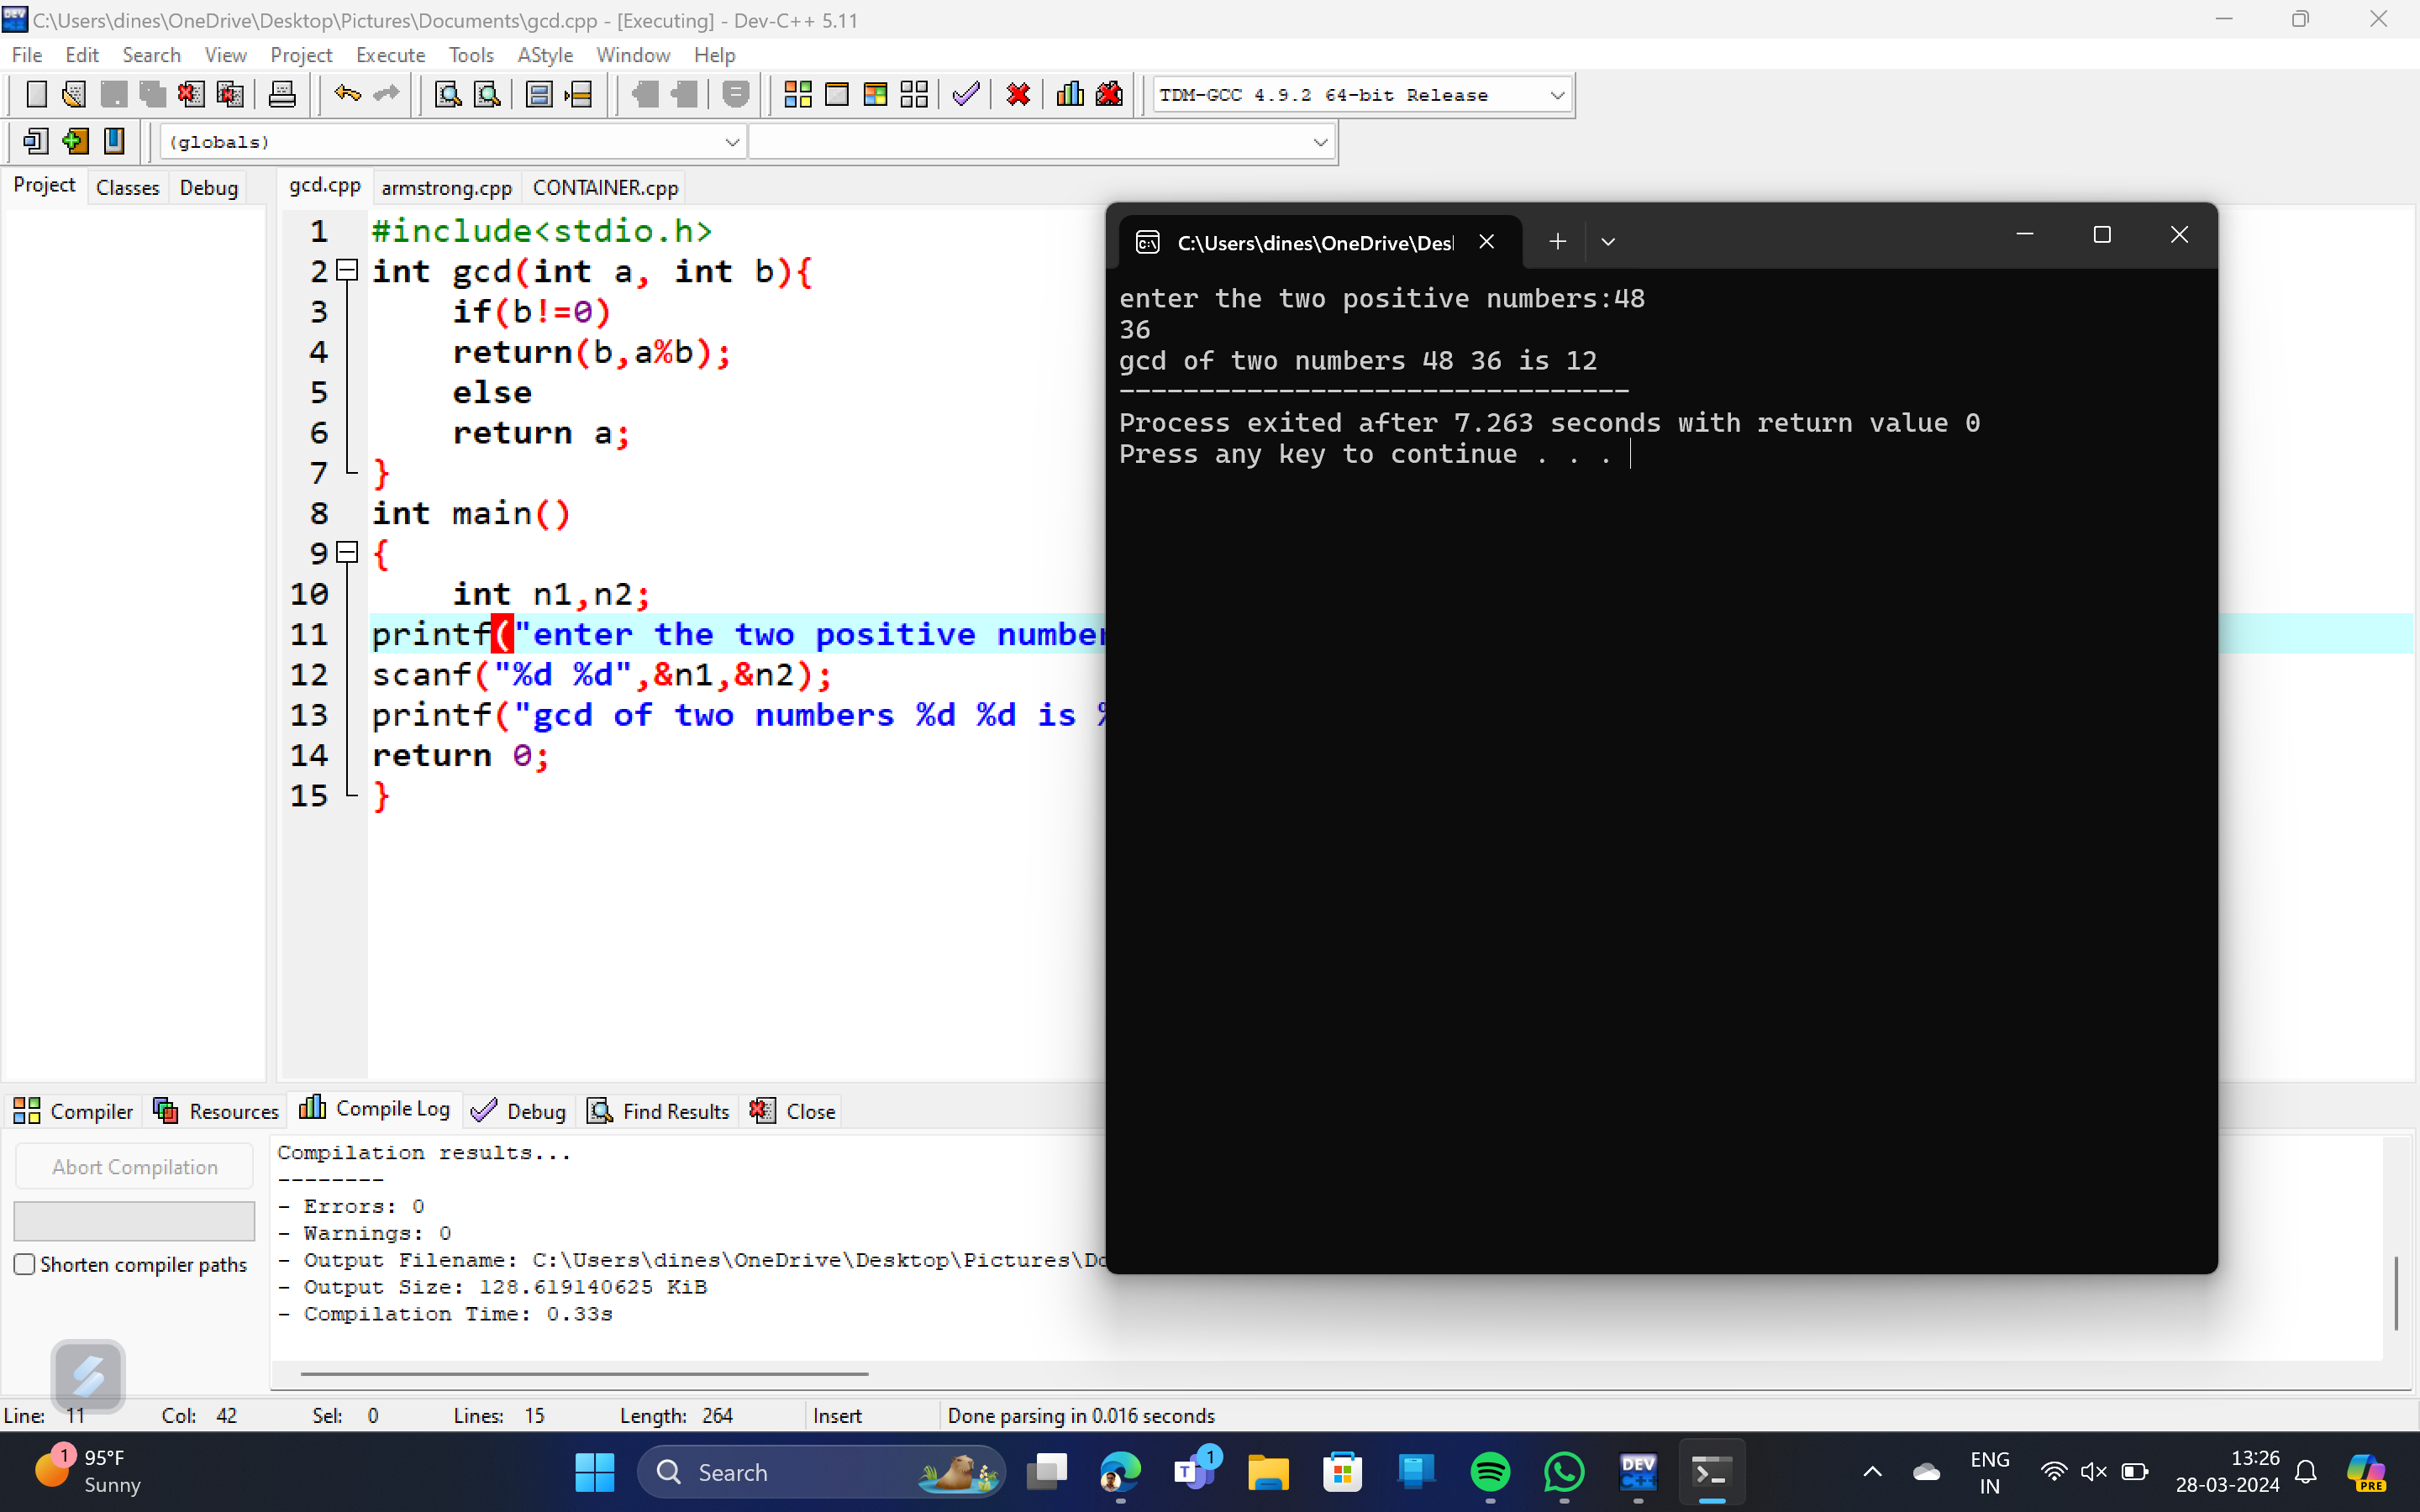 C:\Users\dines\OneDrive\Desktop\Pictures\Documents\gcd.cpp - [Executing] - Dev-C++ 5.11
File Edit Search View Project Execute Tools AStyle Window Help
TDM-GCC 4.9.2 64-bit Release
(globals)
Project Classes Debug
gcd.cpp armstrong.cpp CONTAINER.cpp
1 #include<stdio.h>
2 int gcd(int a, int b){
3 if(b!=0)
4 return(b,a%b);
5 else
6 return a;
7 }
8 int main()
9 {
10 int n1,n2;
11 printf("enter the two positive number
12 scanf("%d %d",&n1,&n2);
13 printf("gcd of two numbers %d %d is %
14 return 0;
15 }
C:\Users\dines\OneDrive\Des
enter the two positive numbers:48
36
gcd of two numbers 48 36 is 12
--------------------------------
Process exited after 7.263 seconds with return value 0
Press any key to continue . . .
Compiler Resources Compile Log Debug Find Results Close
Abort Compilation
Shorten compiler paths
Compilation results...
--------
- Errors: 0
- Warnings: 0
- Output Filename: C:\Users\dines\OneDrive\Desktop\Pictures\Do
- Output Size: 128.619140625 KiB
- Compilation Time: 0.33s
Line: 11 Col: 42 Sel: 0 Lines: 15 Length: 264 Insert Done parsing in 0.016 seconds
1
95°F
Sunny
Search
T
1
DEV
C++
ENG
IN
13:26
28-03-2024
PRE